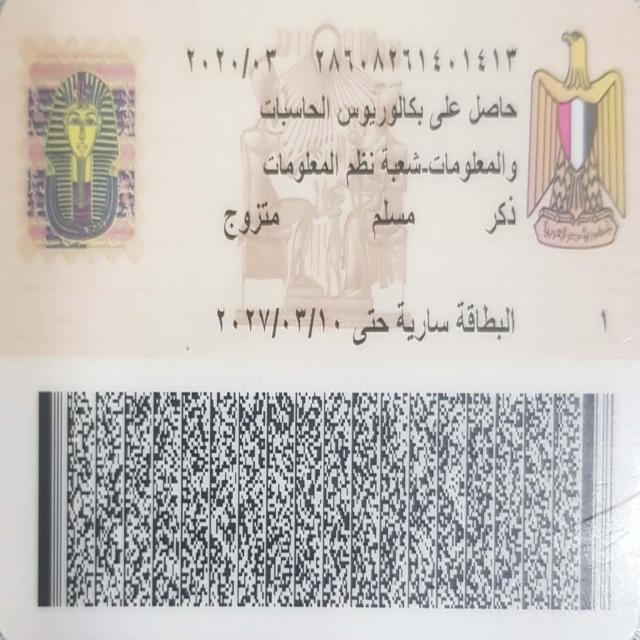 ٢٨٦٠٨٢٦١٤٠١٤١٣ ٢٠٢٠/٠٣
حاصل على بكالوريوس الحاسبات
والمعلومات-شعبة نظم المعلومات
ذكر مسلم متزوج
١ البطاقة سارية حتى ٢٠٢٧/٠٣/١٠
جمهورية مصر العربية